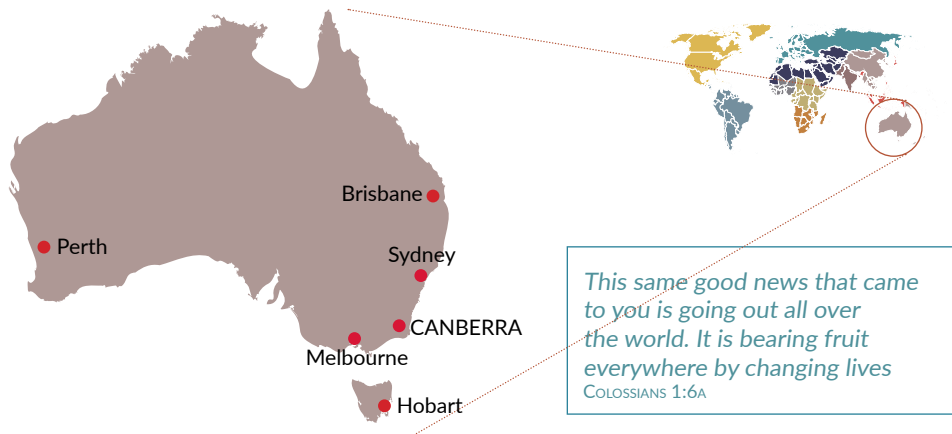 Brisbane
Perth
Sydney
CANBERRA
Melbourne
Hobart
This same good news that came
to you is going out all over
the world. It is bearing fruit
everywhere by changing lives
Colossians 1:6a